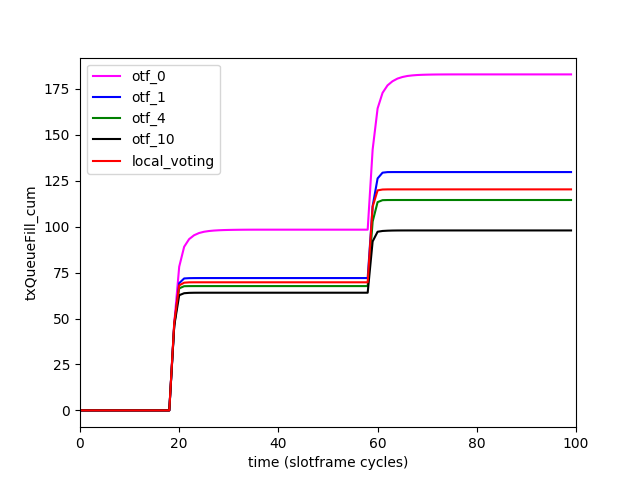 otf_0
otf_1
otf_4
otf_10
local_voting
txQueueFill_cum
175
150
125
100
75
50
25
0
0 20 40 60 80 100
time (slotframe cycles)